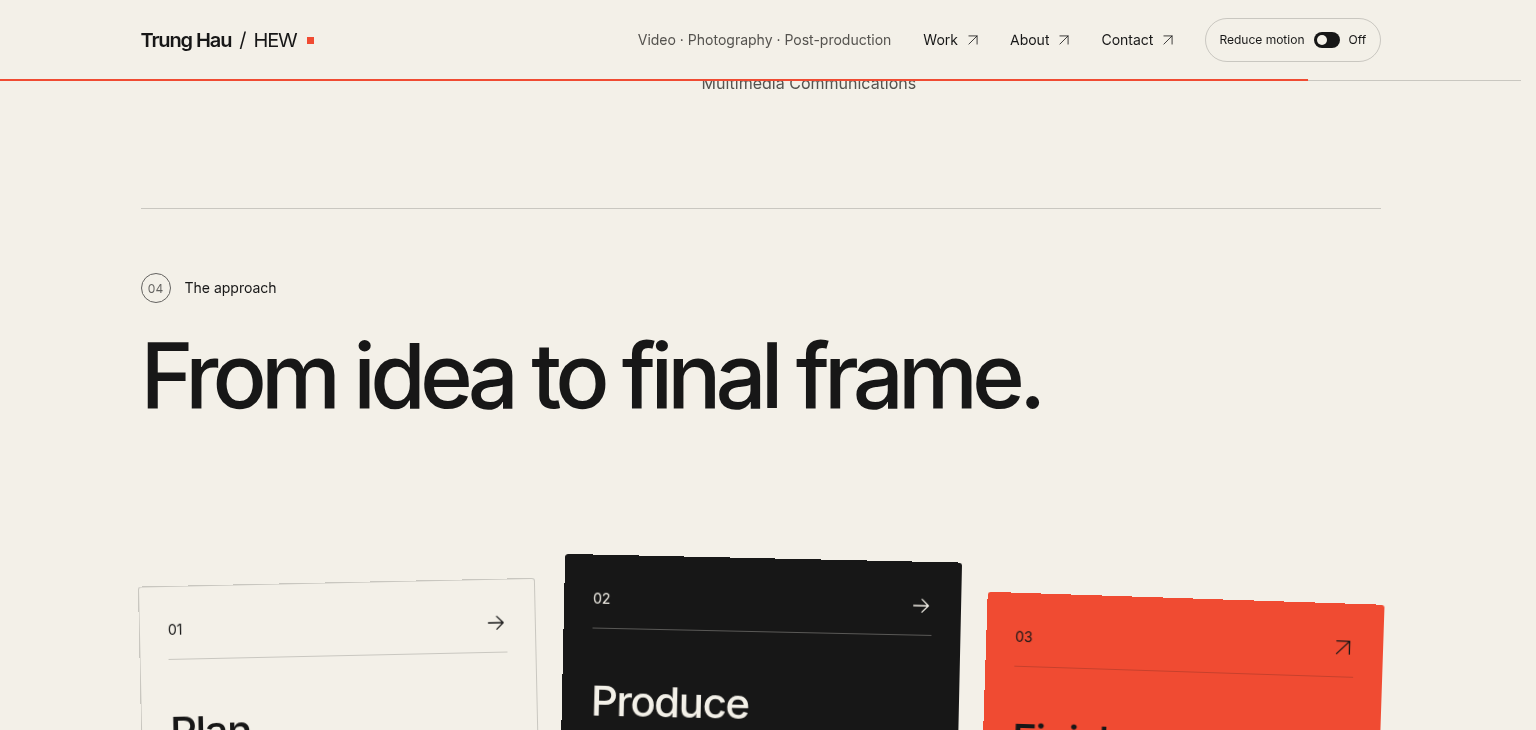 Trung Hau / HEW
Video · Photography · Post-production
Work
About
Contact
Reduce motion
Off
Multimedia Communications
04
The approach
From idea to final frame.
01
Plan
02
Produce
03